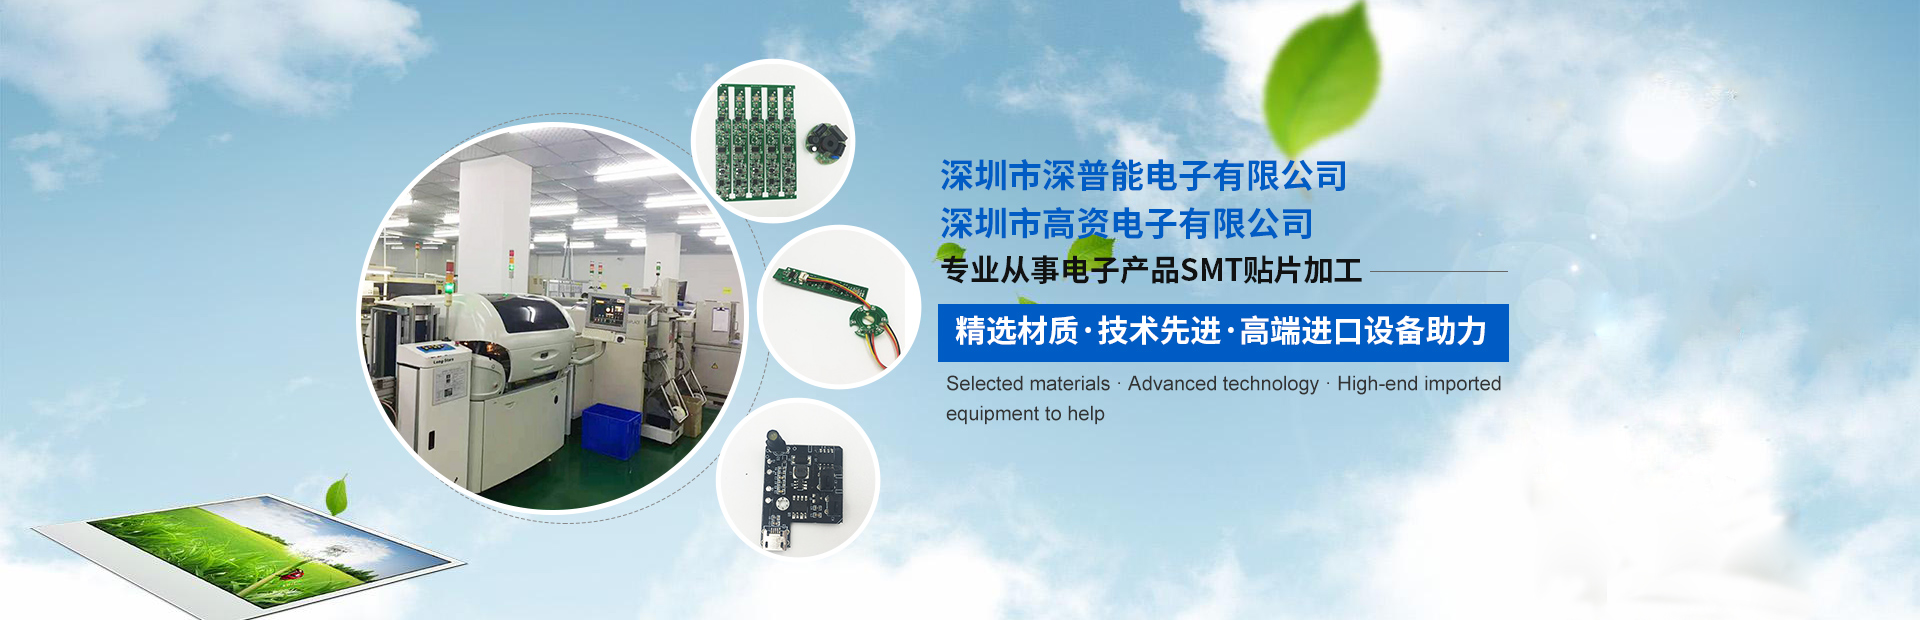 深圳市深普能电子有限公司
深圳市高资电子有限公司
专业从事电子产品SMT贴片加工
精选材质·技术先进·高端进口设备助力
Selected materials · Advanced technology · High-end imported
equipment to help